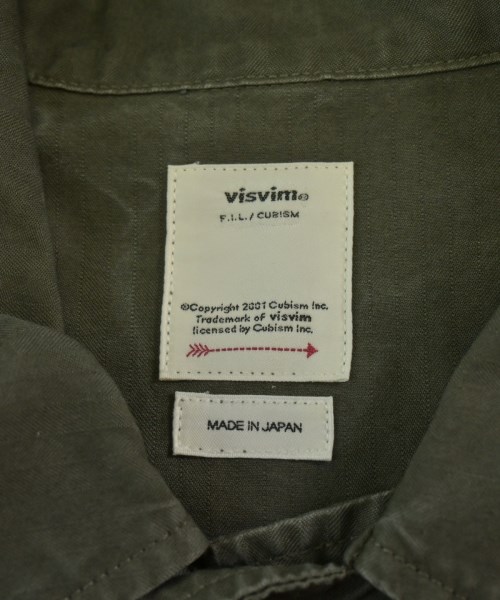 visvim®
F.I.L. / CUBISM
©Copyright 2001 Cubism Inc.
Trademark of visvim
licensed by Cubism Inc.
MADE IN JAPAN